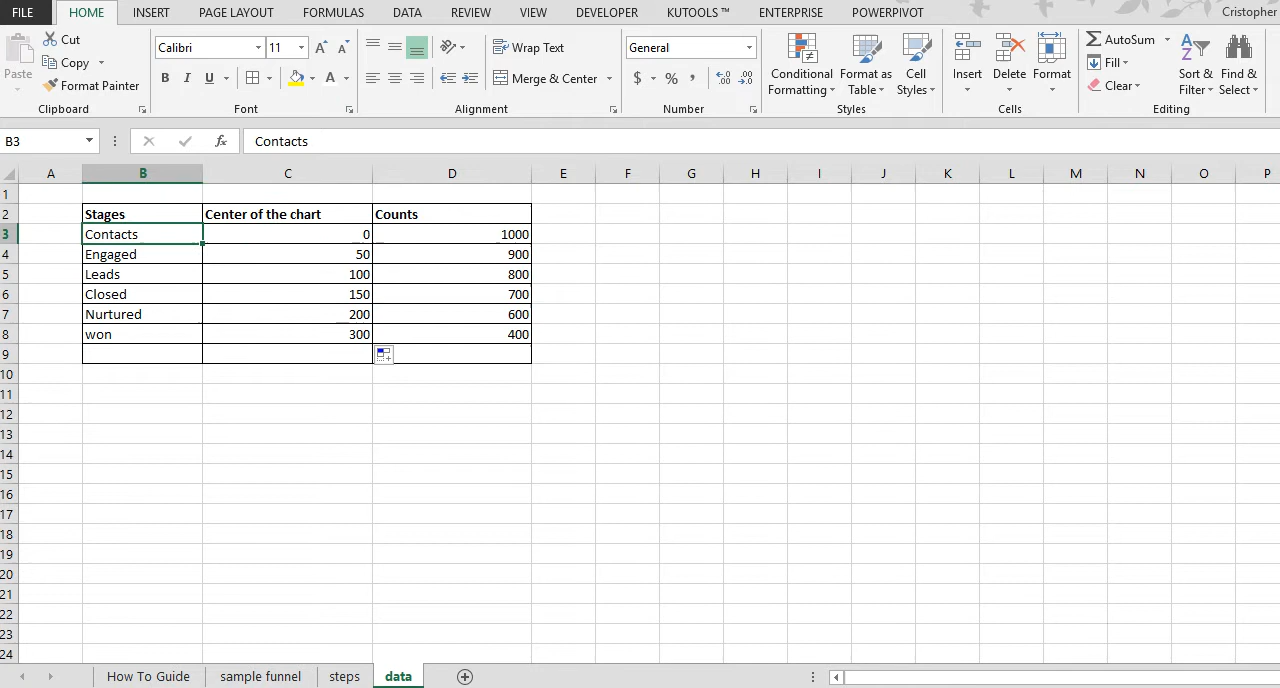 FILE HOME INSERT PAGE LAYOUT FORMULAS DATA REVIEW VIEW DEVELOPER KUTOOLS ™ ENTERPRISE POWERPIVOT Cristopher
Paste
Cut
Copy
Format Painter
Clipboard
Calibri 11
B I U
Font
Wrap Text
Merge & Center
Alignment
General
$ % ,
Number
Conditional Formatting
Format as Table
Cell Styles
Styles
Insert Delete Format
Cells
AutoSum
Fill
Clear
Sort & Filter
Find & Select
Editing
B3 fx Contacts
A B C D E F G H I J K L M N O P
1
2 Stages Center of the chart Counts
3 Contacts 0 1000
4 Engaged 50 900
5 Leads 100 800
6 Closed 150 700
7 Nurtured 200 600
8 won 300 400
9
10
11
12
13
14
15
16
17
18
19
20
21
22
23
24
How To Guide sample funnel steps data